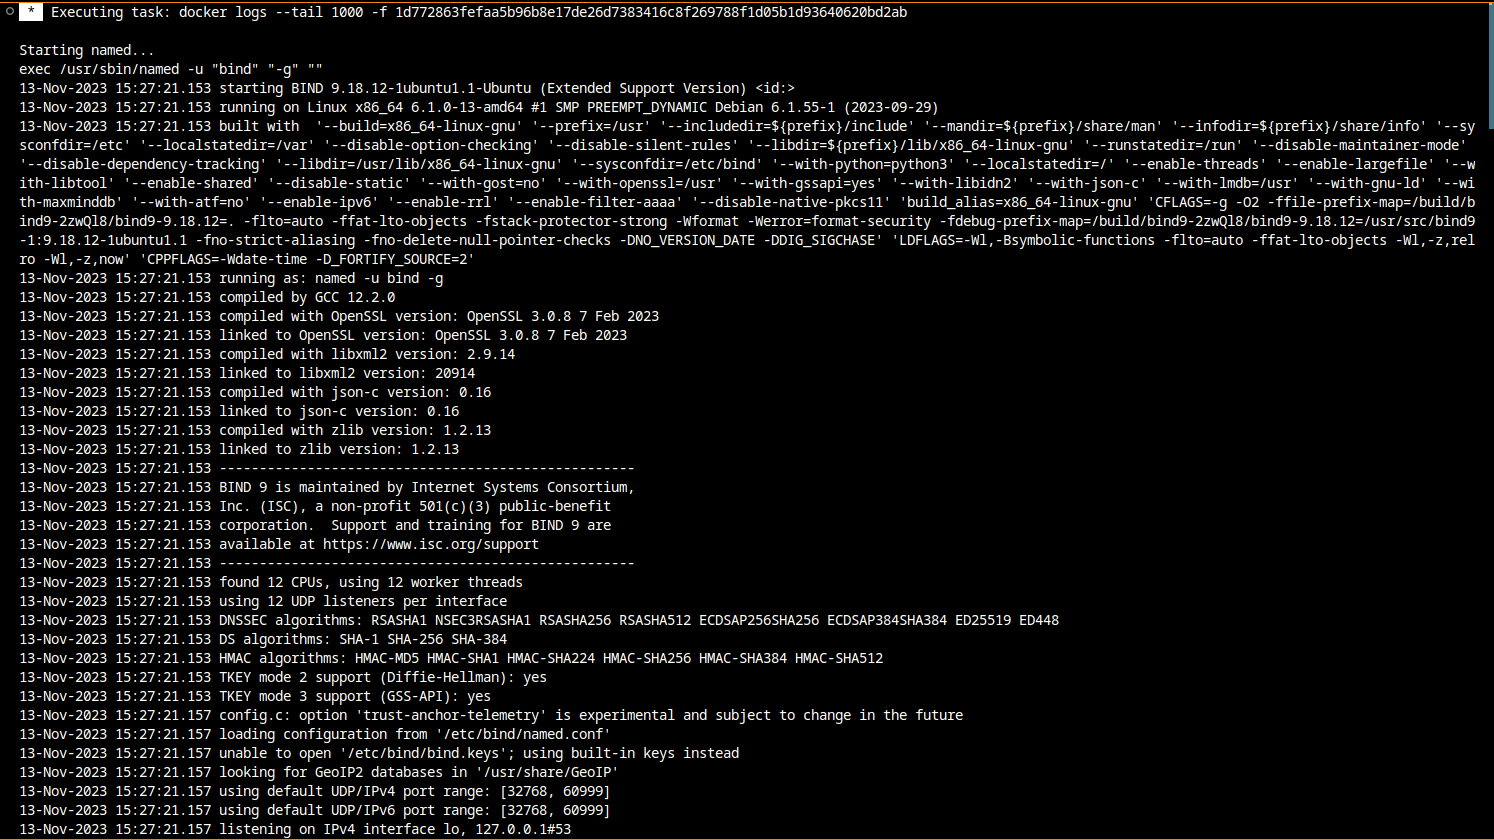 * Executing task: docker logs --tail 1000 -f 1d772863fefaa5b96b8e17de26d7383416c8f269788f1d05b1d93640620bd2ab
Starting named...
exec /usr/sbin/named -u "bind" "-g" ""
13-Nov-2023 15:27:21.153 starting BIND 9.18.12-1ubuntu1.1-Ubuntu (Extended Support Version) <id:>
13-Nov-2023 15:27:21.153 running on Linux x86_64 6.1.0-13-amd64 #1 SMP PREEMPT_DYNAMIC Debian 6.1.55-1 (2023-09-29)
13-Nov-2023 15:27:21.153 built with  '--build=x86_64-linux-gnu' '--prefix=/usr' '--includedir=${prefix}/include' '--mandir=${prefix}/share/man' '--infodir=${prefix}/share/info' '--sy
sconfdir=/etc' '--localstatedir=/var' '--disable-option-checking' '--disable-silent-rules' '--libdir=${prefix}/lib/x86_64-linux-gnu' '--runstatedir=/run' '--disable-maintainer-mode'
'--disable-dependency-tracking' '--libdir=/usr/lib/x86_64-linux-gnu' '--sysconfdir=/etc/bind' '--with-python=python3' '--localstatedir=/' '--enable-threads' '--enable-largefile' '--w
ith-libtool' '--enable-shared' '--disable-static' '--with-gost=no' '--with-openssl=/usr' '--with-gssapi=yes' '--with-libidn2' '--with-json-c' '--with-lmdb=/usr' '--with-gnu-ld' '--wi
th-maxminddb' '--with-atf=no' '--enable-ipv6' '--enable-rrl' '--enable-filter-aaaa' '--disable-native-pkcs11' 'build_alias=x86_64-linux-gnu' 'CFLAGS=-g -O2 -ffile-prefix-map=/build/b
ind9-2zwQl8/bind9-9.18.12=. -flto=auto -ffat-lto-objects -fstack-protector-strong -Wformat -Werror=format-security -fdebug-prefix-map=/build/bind9-2zwQl8/bind9-9.18.12=/usr/src/bind9
-1:9.18.12-1ubuntu1.1 -fno-strict-aliasing -fno-delete-null-pointer-checks -DNO_VERSION_DATE -DDIG_SIGCHASE' 'LDFLAGS=-Wl,-Bsymbolic-functions -flto=auto -ffat-lto-objects -Wl,-z,rel
ro -Wl,-z,now' 'CPPFLAGS=-Wdate-time -D_FORTIFY_SOURCE=2'
13-Nov-2023 15:27:21.153 running as: named -u bind -g
13-Nov-2023 15:27:21.153 compiled by GCC 12.2.0
13-Nov-2023 15:27:21.153 compiled with OpenSSL version: OpenSSL 3.0.8 7 Feb 2023
13-Nov-2023 15:27:21.153 linked to OpenSSL version: OpenSSL 3.0.8 7 Feb 2023
13-Nov-2023 15:27:21.153 compiled with libxml2 version: 2.9.14
13-Nov-2023 15:27:21.153 linked to libxml2 version: 20914
13-Nov-2023 15:27:21.153 compiled with json-c version: 0.16
13-Nov-2023 15:27:21.153 linked to json-c version: 0.16
13-Nov-2023 15:27:21.153 compiled with zlib version: 1.2.13
13-Nov-2023 15:27:21.153 linked to zlib version: 1.2.13
13-Nov-2023 15:27:21.153 ----------------------------------------------------
13-Nov-2023 15:27:21.153 BIND 9 is maintained by Internet Systems Consortium,
13-Nov-2023 15:27:21.153 Inc. (ISC), a non-profit 501(c)(3) public-benefit
13-Nov-2023 15:27:21.153 corporation.  Support and training for BIND 9 are
13-Nov-2023 15:27:21.153 available at https://www.isc.org/support
13-Nov-2023 15:27:21.153 ----------------------------------------------------
13-Nov-2023 15:27:21.153 found 12 CPUs, using 12 worker threads
13-Nov-2023 15:27:21.153 using 12 UDP listeners per interface
13-Nov-2023 15:27:21.153 DNSSEC algorithms: RSASHA1 NSEC3RSASHA1 RSASHA256 RSASHA512 ECDSAP256SHA256 ECDSAP384SHA384 ED25519 ED448
13-Nov-2023 15:27:21.153 DS algorithms: SHA-1 SHA-256 SHA-384
13-Nov-2023 15:27:21.153 HMAC algorithms: HMAC-MD5 HMAC-SHA1 HMAC-SHA224 HMAC-SHA256 HMAC-SHA384 HMAC-SHA512
13-Nov-2023 15:27:21.153 TKEY mode 2 support (Diffie-Hellman): yes
13-Nov-2023 15:27:21.153 TKEY mode 3 support (GSS-API): yes
13-Nov-2023 15:27:21.157 config.c: option 'trust-anchor-telemetry' is experimental and subject to change in the future
13-Nov-2023 15:27:21.157 loading configuration from '/etc/bind/named.conf'
13-Nov-2023 15:27:21.157 unable to open '/etc/bind/bind.keys'; using built-in keys instead
13-Nov-2023 15:27:21.157 looking for GeoIP2 databases in '/usr/share/GeoIP'
13-Nov-2023 15:27:21.157 using default UDP/IPv4 port range: [32768, 60999]
13-Nov-2023 15:27:21.157 using default UDP/IPv6 port range: [32768, 60999]
13-Nov-2023 15:27:21.157 listening on IPv4 interface lo, 127.0.0.1#53